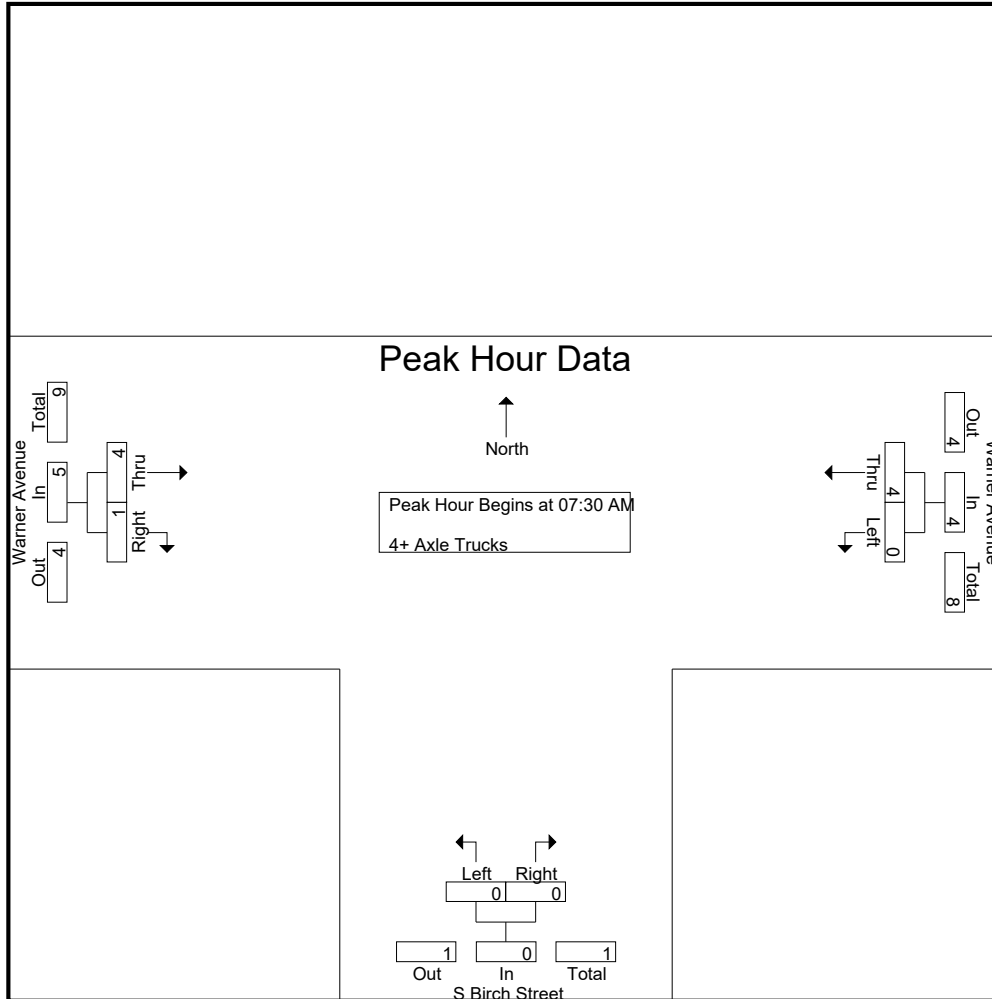 Peak Hour Data
North
Peak Hour Begins at 07:30 AM
4+ Axle Trucks
Warner Avenue
Total
9
In
5
Out
4
Thru
4
Right
1
Warner Avenue
Out
4
In
4
Total
8
Thru
4
Left
0
Left Right
0 0
1 0 1
Out In Total
S Birch Street